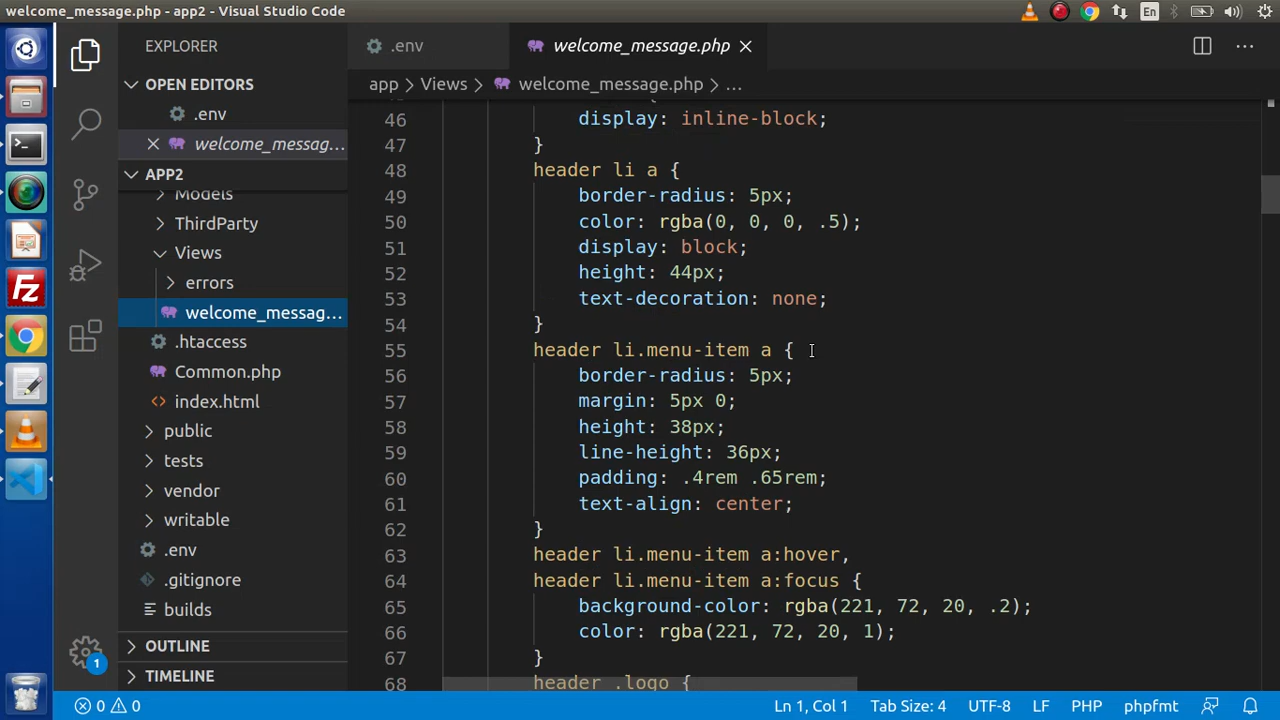 welcome_message.php - app2 - Visual Studio Code
En
EXPLORER
OPEN EDITORS
.env
welcome_messag...
APP2
Models
ThirdParty
Views
errors
welcome_messag...
.htaccess
Common.php
index.html
public
tests
vendor
writable
.env
.gitignore
builds
OUTLINE
TIMELINE
1
.env
welcome_message.php
app > Views > welcome_message.php > ...
46 display: inline-block;
47 }
48 header li a {
49 border-radius: 5px;
50 color: rgba(0, 0, 0, .5);
51 display: block;
52 height: 44px;
53 text-decoration: none;
54 }
55 header li.menu-item a {
56 border-radius: 5px;
57 margin: 5px 0;
58 height: 38px;
59 line-height: 36px;
60 padding: .4rem .65rem;
61 text-align: center;
62 }
63 header li.menu-item a:hover,
64 header li.menu-item a:focus {
65 background-color: rgba(221, 72, 20, .2);
66 color: rgba(221, 72, 20, 1);
67 }
68 header .logo {
0 0 Ln 1, Col 1 Tab Size: 4 UTF-8 LF PHP phpfmt